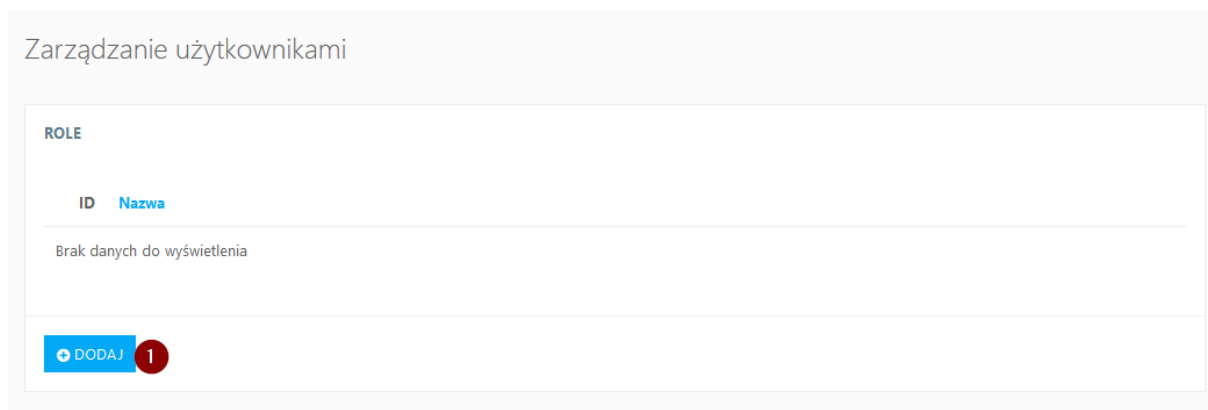 Zarządzanie użytkownikami
ROLE
ID Nazwa
Brak danych do wyświetlenia
DODAJ 1